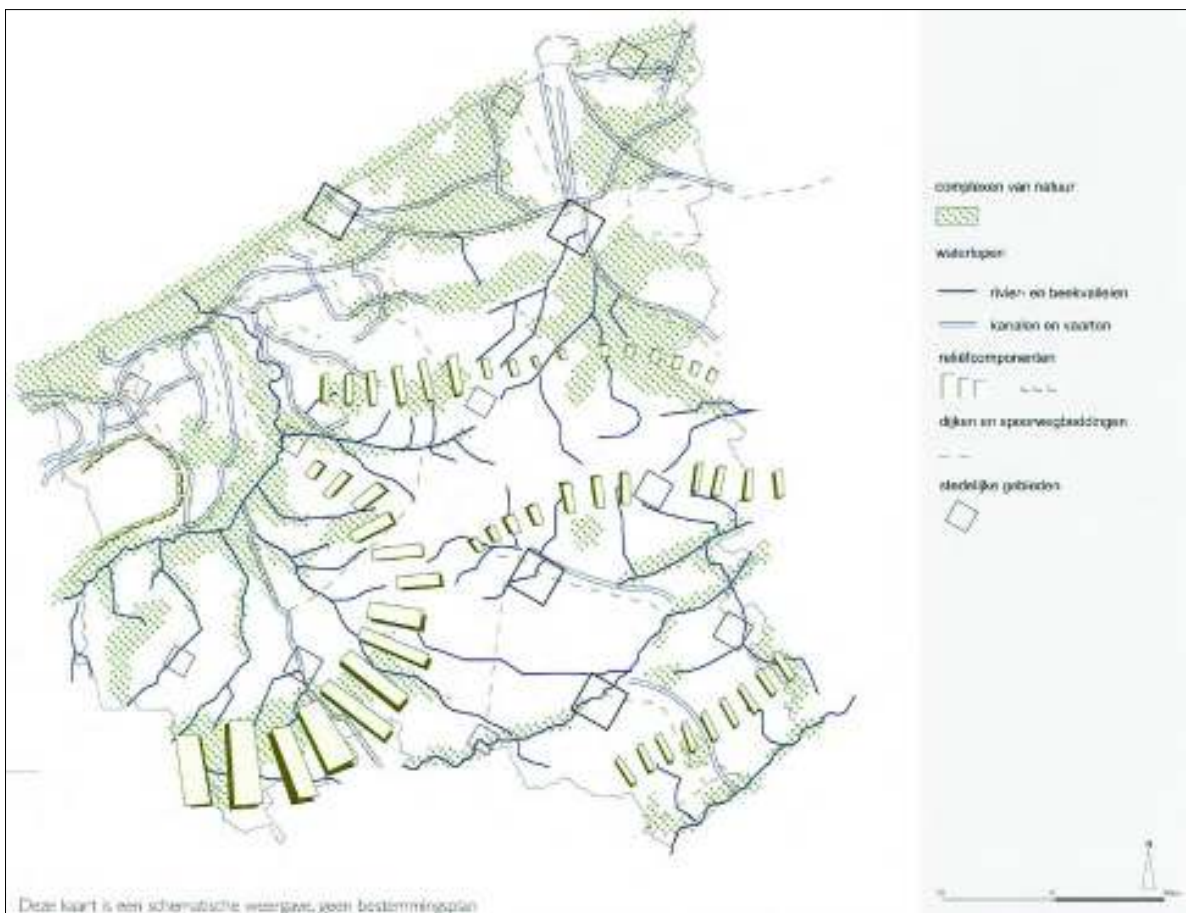 complexen van natuur
waterlopen
rivier- en beekvalleien
kanalen en vaarten
reliëfcomponenten
dijken en spoorwegbeddingen
stedelijke gebieden
Deze kaart is een schematische weergave, geen bestemmingsplan